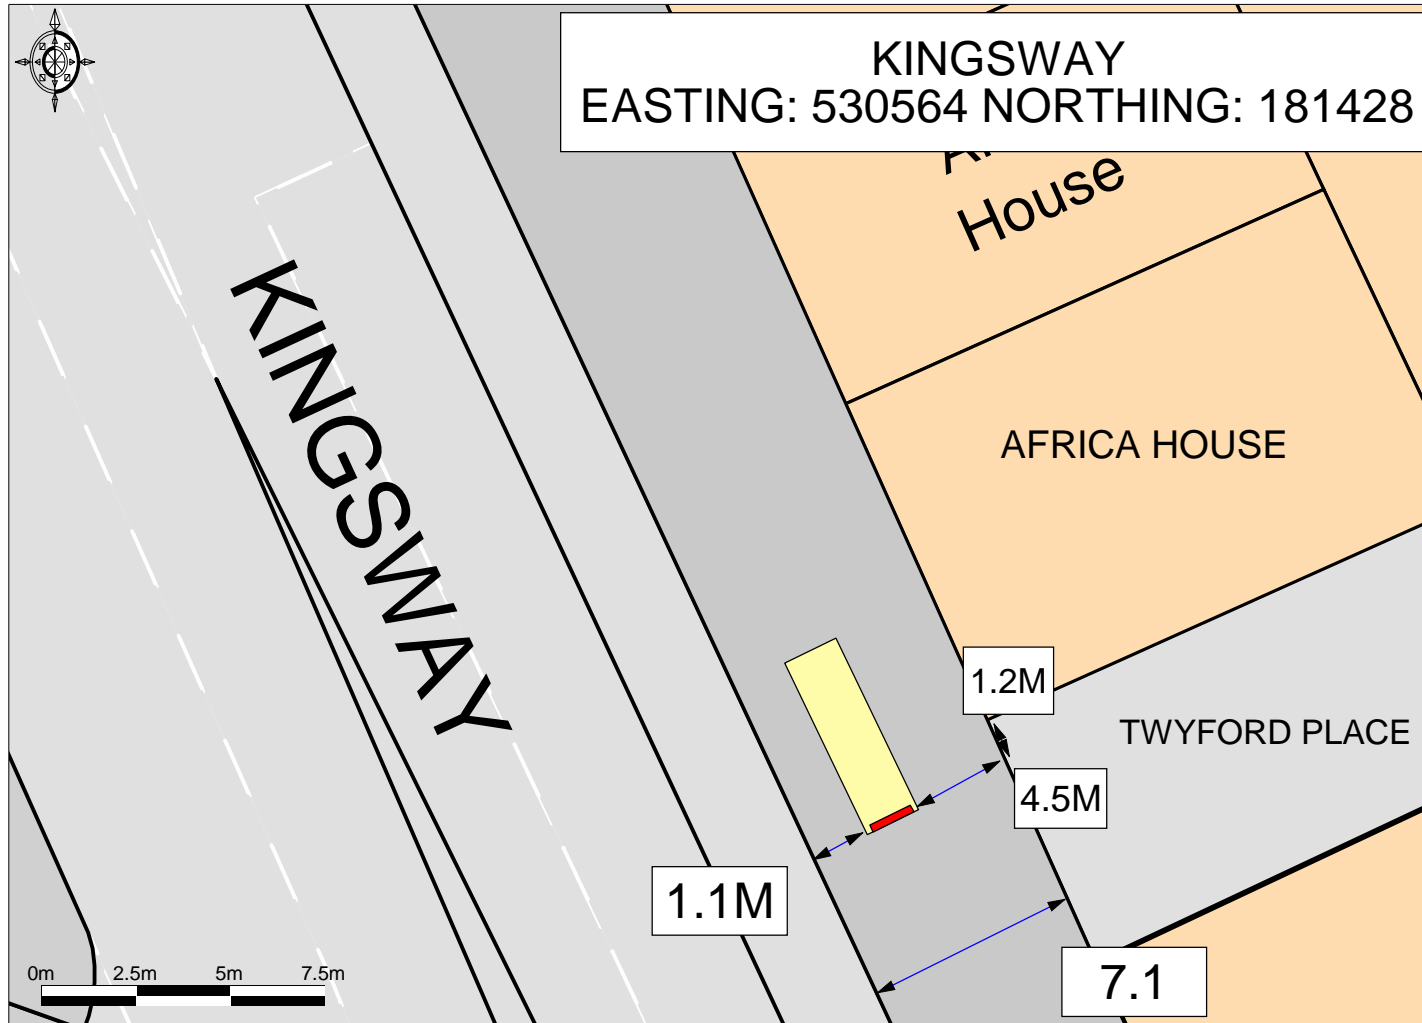 KINGSWAY
EASTING: 530564 NORTHING: 181428
House
KINGSWAY
AFRICA HOUSE
1.2M
TWYFORD PLACE
4.5M
1.1M
7.1
0m 2.5m 5m 7.5m